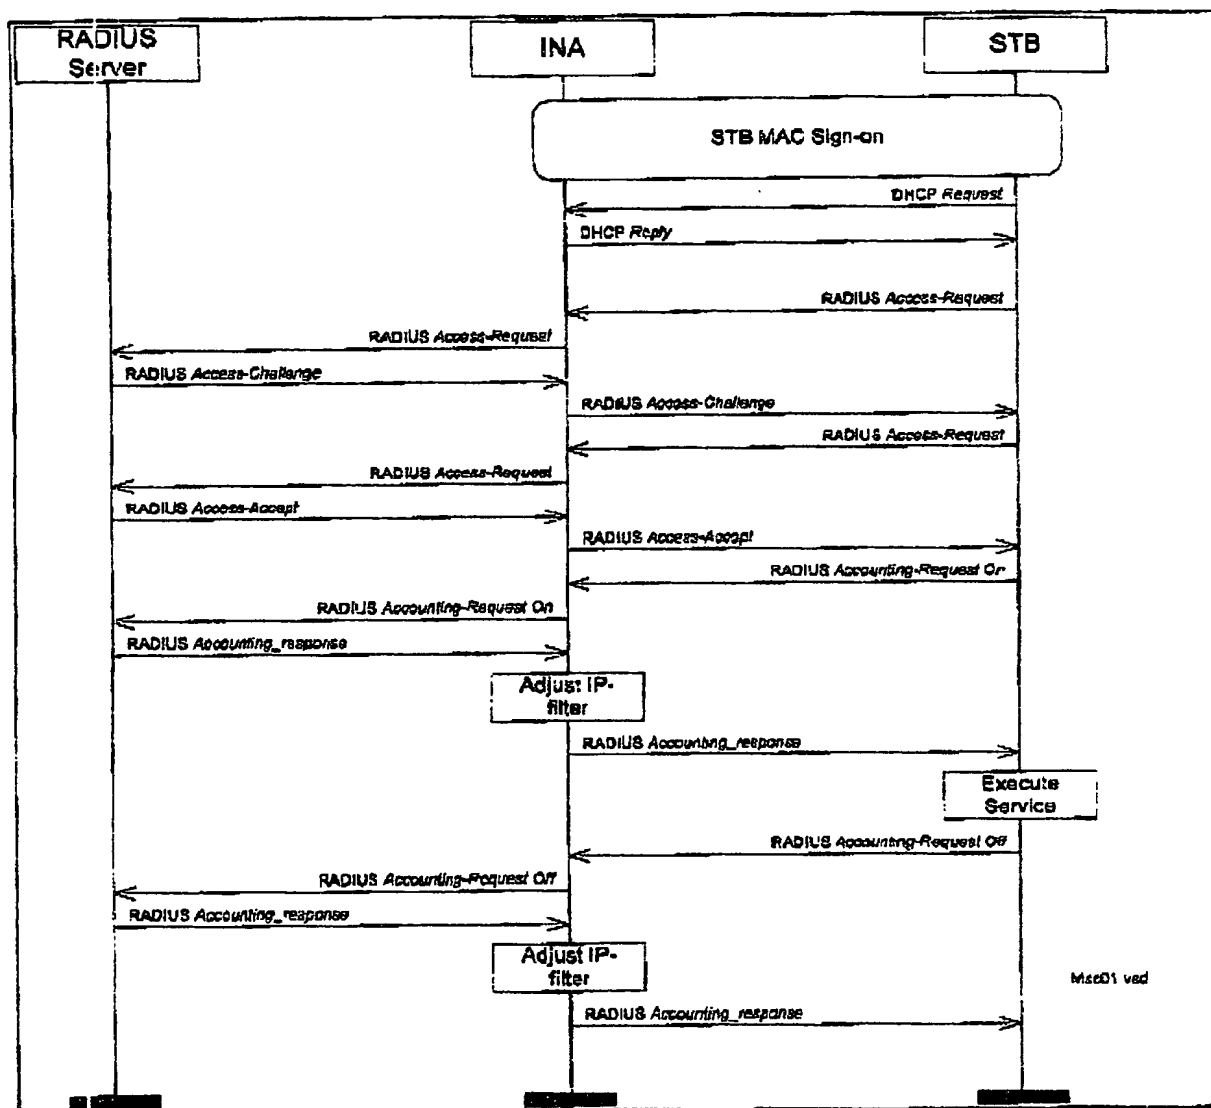 RADIUS
Server
INA
STB
STB MAC Sign-on
DHCP Request
DHCP Reply
RADIUS Access-Request
RADIUS Access-Request
RADIUS Access-Challenge
RADIUS Access-Challenge
RADIUS Access-Request
RADIUS Access-Request
RADIUS Access-Accept
RADIUS Access-Accept
RADIUS Accounting-Request On
RADIUS Accounting-Request On
RADIUS Accounting_response
Adjust IP-
filter
RADIUS Accounting_response
Execute
Service
RADIUS Accounting-Request Off
RADIUS Accounting-Request Off
RADIUS Accounting_response
Adjust IP-
filter
Msc01 vsd
RADIUS Accounting_response